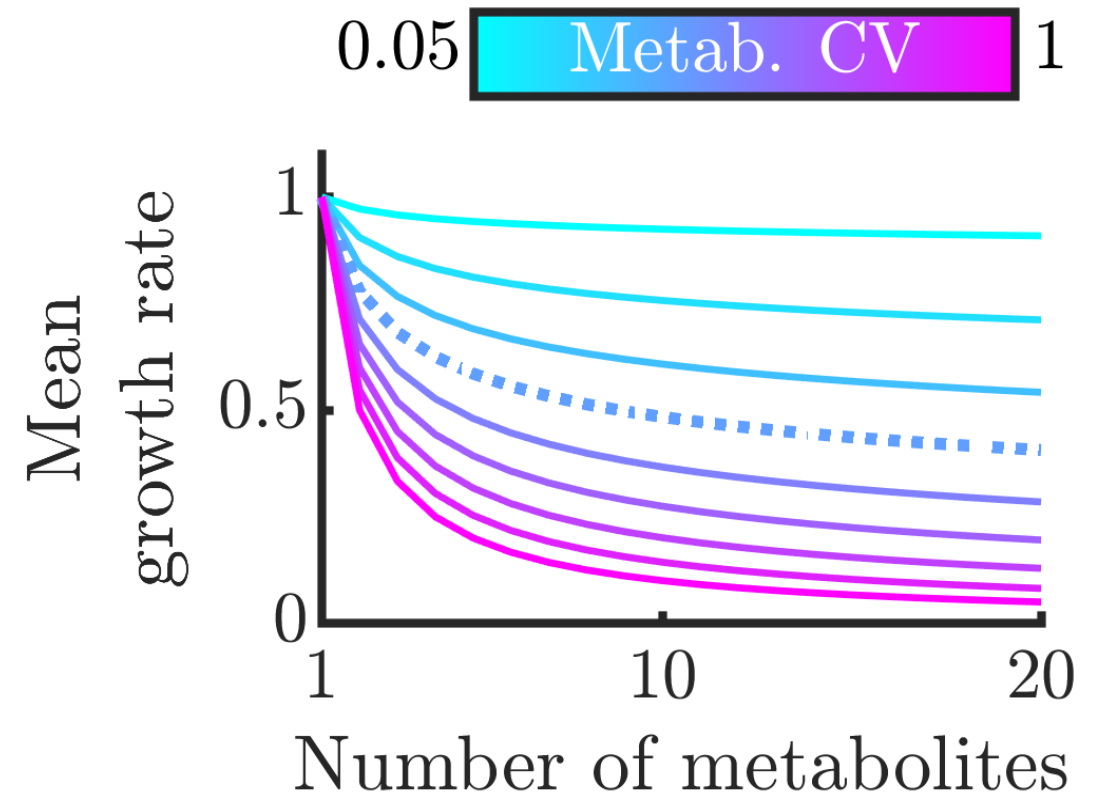 0.05 Metab. CV 1
Mean
growth rate
1
0.5
0
1 10 20
Number of metabolites